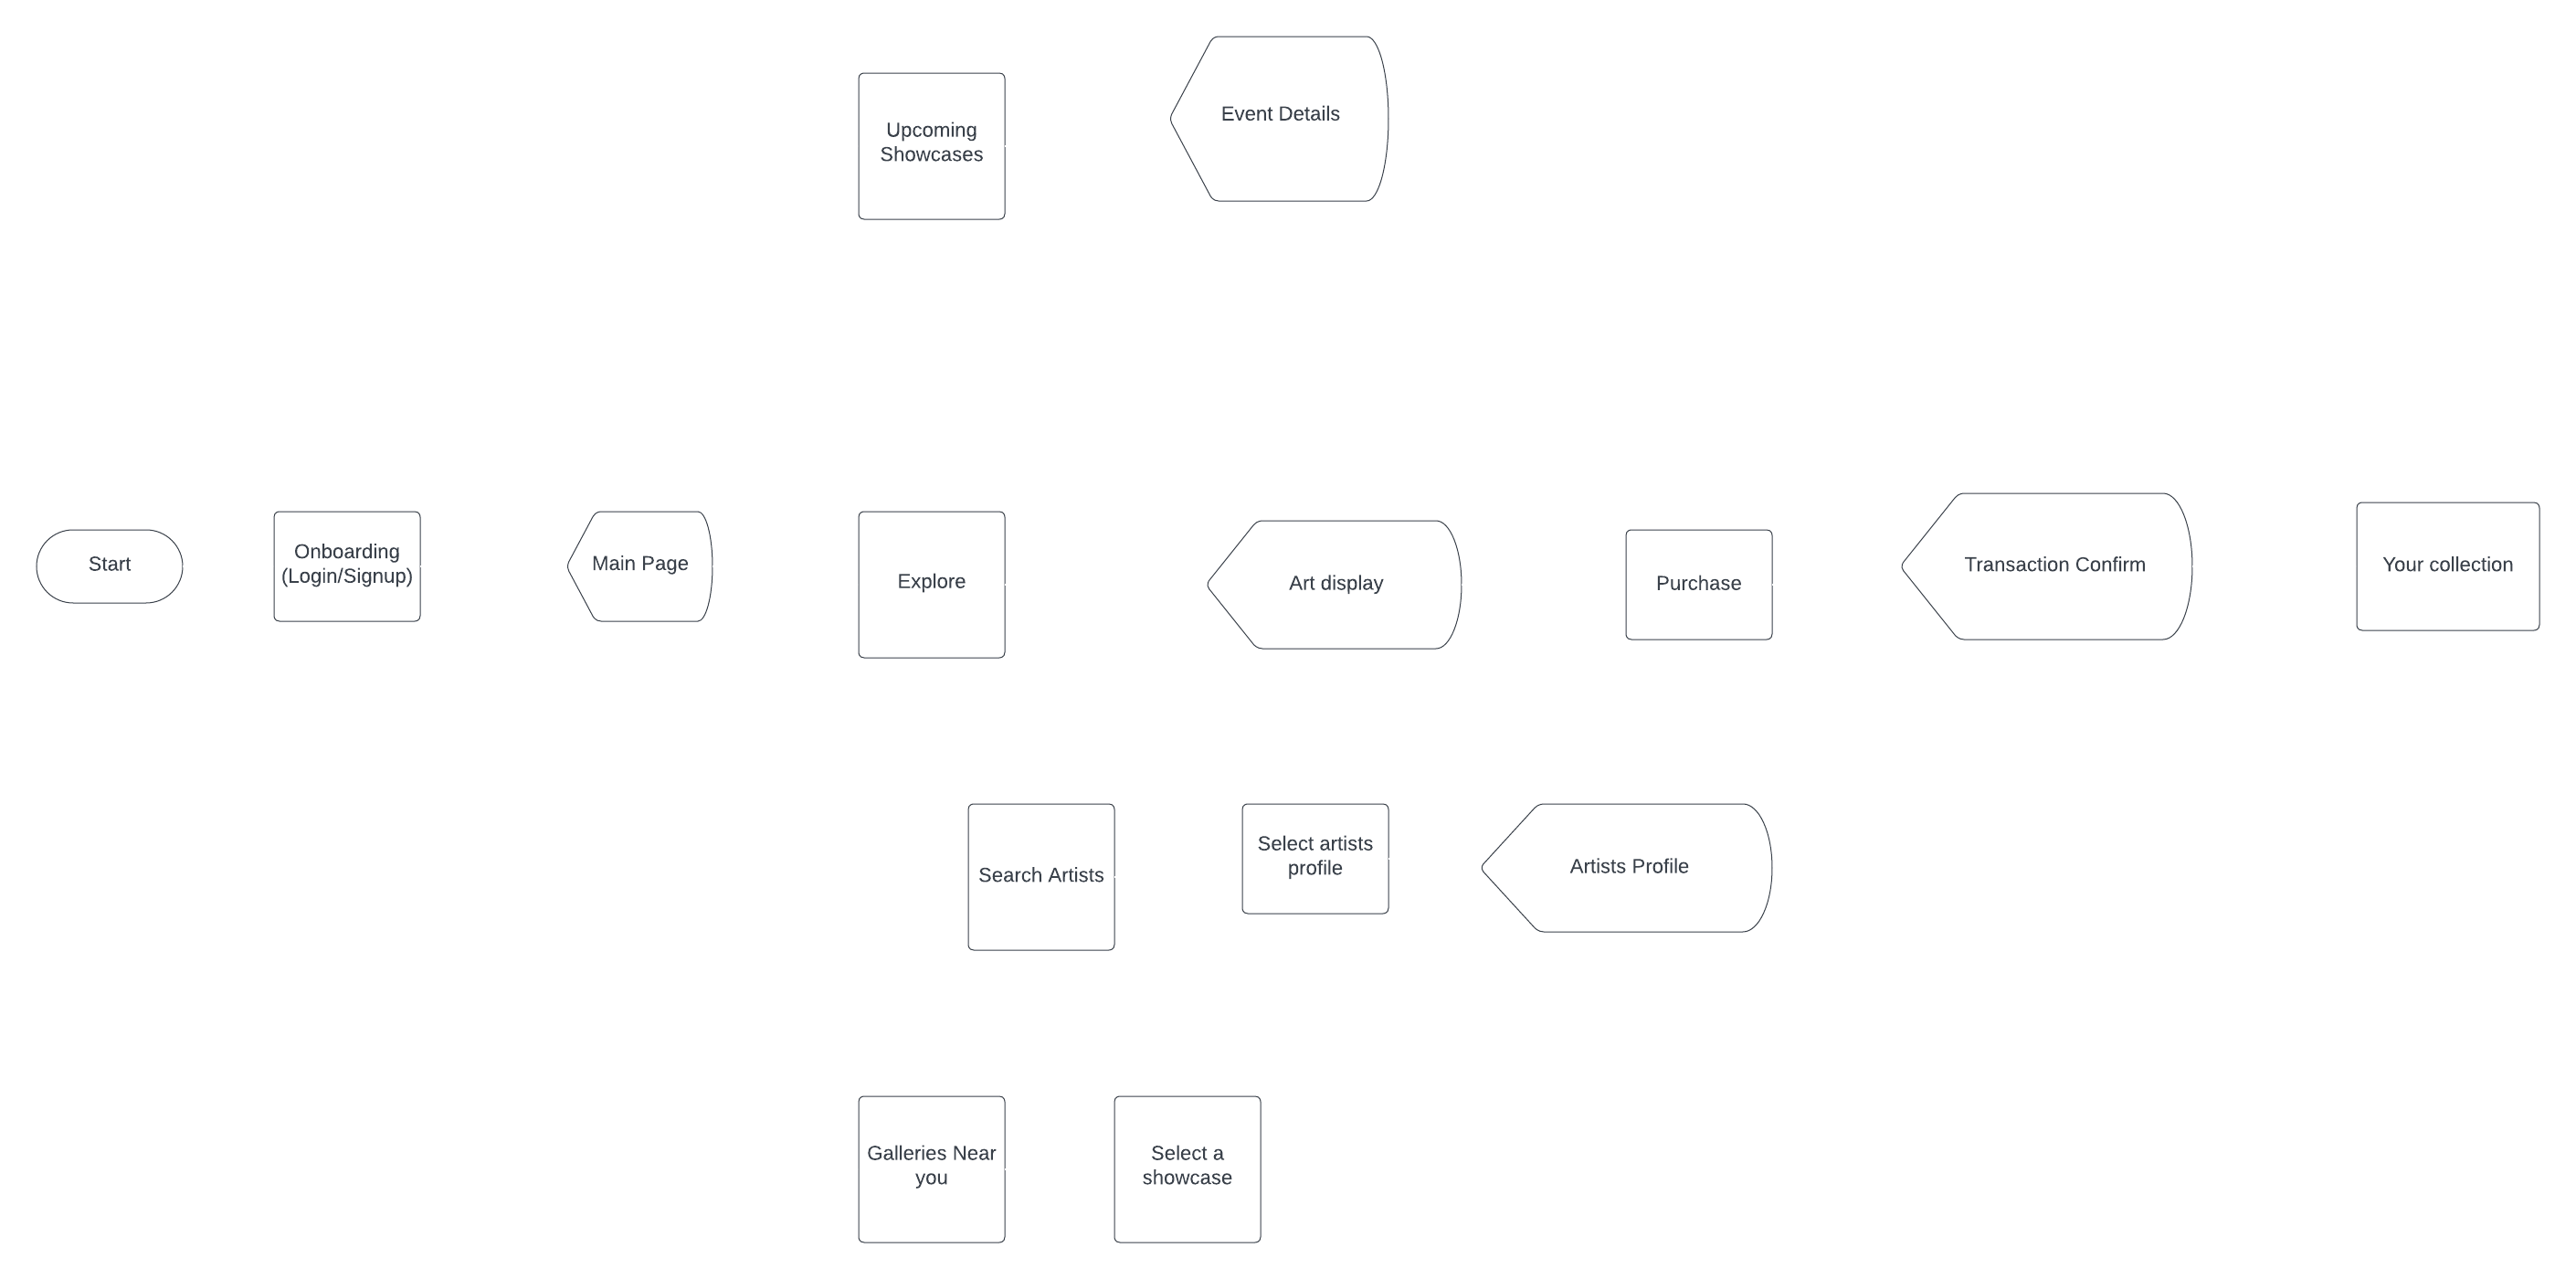 Upcoming
Showcases
Event Details
Start
Onboarding
(Login/Signup)
Main Page
Explore
Art display
Purchase
Transaction Confirm
Your collection
Search Artists
Select artists
profile
Artists Profile
Galleries Near
you
Select a
showcase